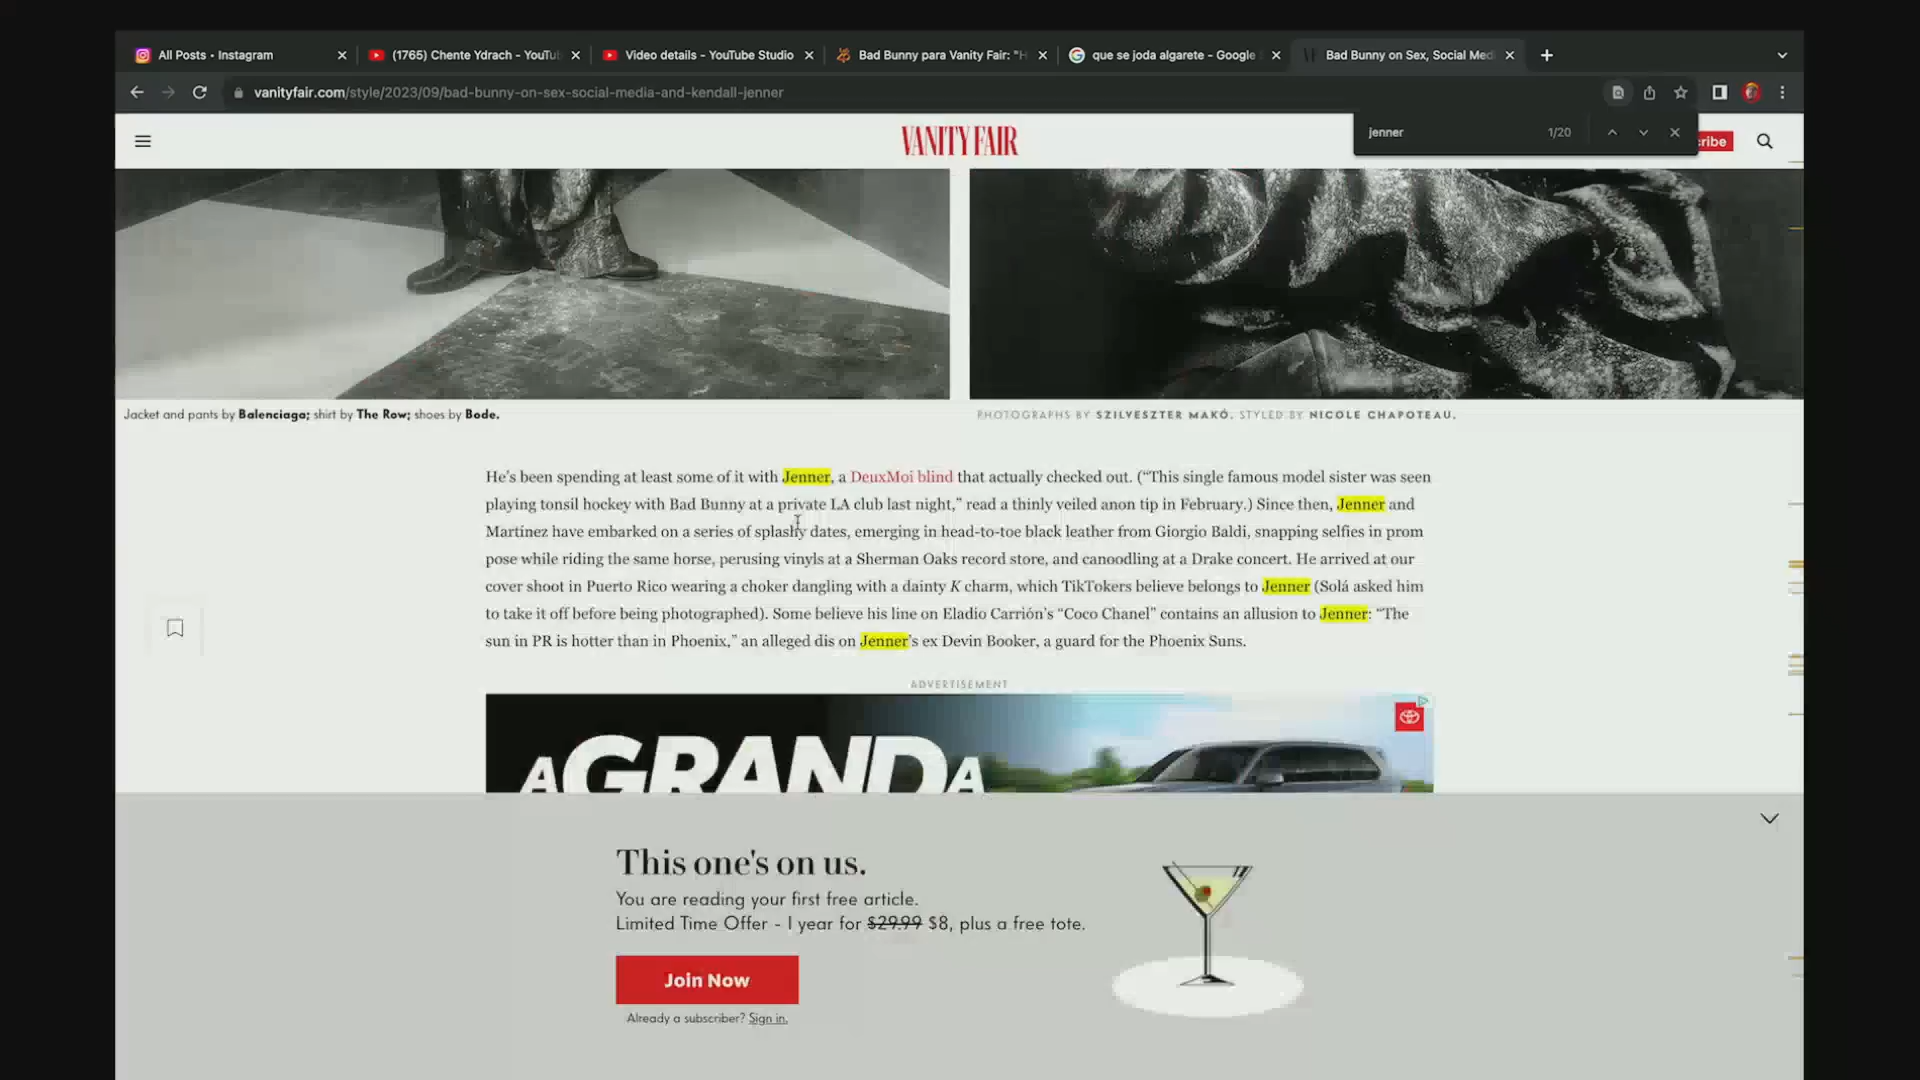 All Posts • Instagram
(1765) Chente Ydrach - YouTu
Video details - YouTube Studio
Bad Bunny para Vanity Fair: "H
que se joda algarete - Google
Bad Bunny on Sex, Social Med
vanityfair.com/style/2023/09/bad-bunny-on-sex-social-media-and-kendall-jenner
jenner 1/20
VANITY FAIR
cribe
Jacket and pants by Balenciaga; shirt by The Row; shoes by Bode.
PHOTOGRAPHS BY SZILVESZTER MAKÓ. STYLED BY NICOLE CHAPOTEAU.
He’s been spending at least some of it with Jenner, a DeuxMoi blind that actually checked out. (“This single famous model sister was seen
playing tonsil hockey with Bad Bunny at a private LA club last night,” read a thinly veiled anon tip in February.) Since then, Jenner and
Martínez have embarked on a series of splashy dates, emerging in head-to-toe black leather from Giorgio Baldi, snapping selfies in prom
pose while riding the same horse, perusing vinyls at a Sherman Oaks record store, and canoodling at a Drake concert. He arrived at our
cover shoot in Puerto Rico wearing a choker dangling with a dainty K charm, which TikTokers believe belongs to Jenner (Solá asked him
to take it off before being photographed). Some believe his line on Eladio Carrión’s “Coco Chanel” contains an allusion to Jenner: “The
sun in PR is hotter than in Phoenix,” an alleged dis on Jenner’s ex Devin Booker, a guard for the Phoenix Suns.
ADVERTISEMENT
AGRANDA
This one's on us.
You are reading your first free article.
Limited Time Offer - 1 year for $29.99 $8, plus a free tote.
Join Now
Already a subscriber? Sign in.